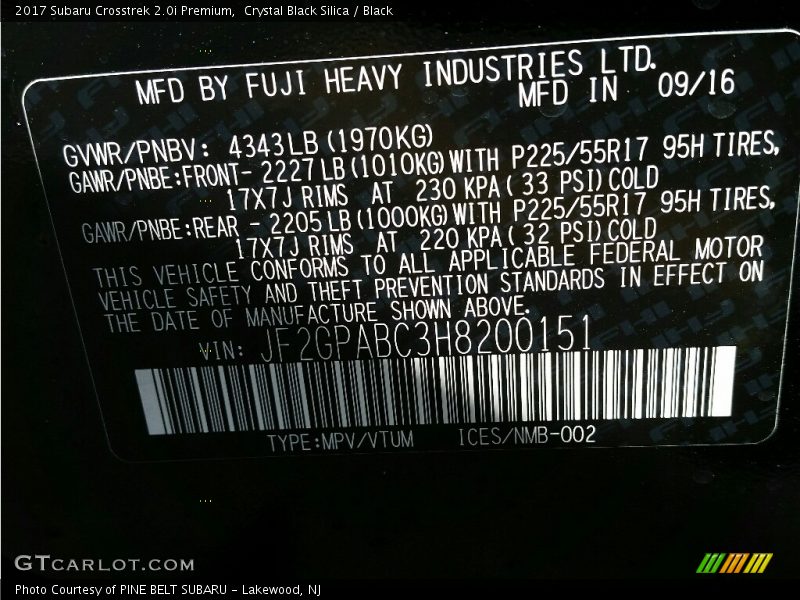 2017 Subaru Crosstrek 2.0i Premium,  Crystal Black Silica / Black
MFD BY FUJI HEAVY INDUSTRIES LTD.
MFD IN 09/16
GVWR/PNBV: 4343LB (1970KG)
GAWR/PNBE:FRONT- 2227 LB (1010KG) WITH P225/55R17 95H TIRES,
17X7J RIMS AT 230 KPA ( 33 PSI) COLD
GAWR/PNBE:REAR - 2205 LB (1000KG) WITH P225/55R17 95H TIRES,
17X7J RIMS AT 220 KPA ( 32 PSI) COLD
THIS VEHICLE CONFORMS TO ALL APPLICABLE FEDERAL MOTOR
VEHICLE SAFETY AND THEFT PREVENTION STANDARDS IN EFFECT ON
THE DATE OF MANUFACTURE SHOWN ABOVE.
VIN: JF2GPABC3H8200151
TYPE:MPV/VTUM ICES/NMB-002
GTCARLOT.COM
Photo Courtesy of PINE BELT SUBARU - Lakewood, NJ